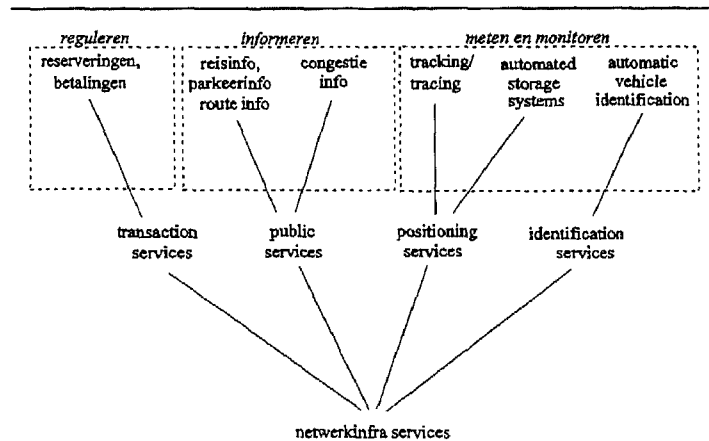 reguleren
informeren
meten en monitoren
reserveringen,
betalingen
reisinfo,
parkeerinfo
route info
congestie
info
tracking/
tracing
automated
storage
systems
automatic
vehicle
identification
transaction
services
public
services
positioning
services
identification
services
netwerkinfra services